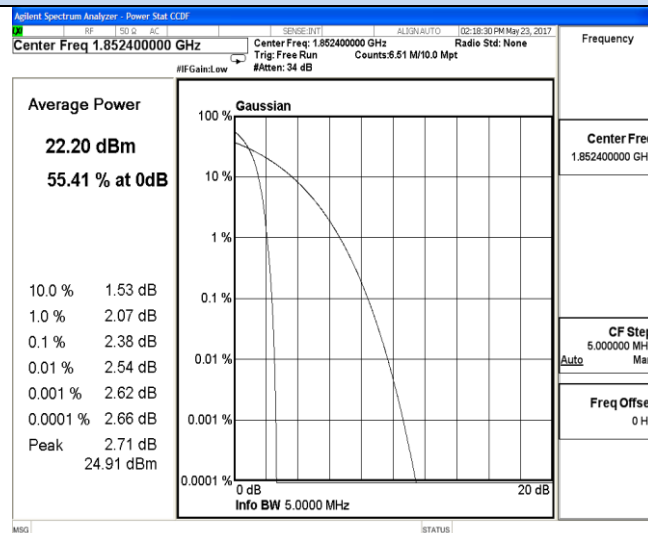 Agilent Spectrum Analyzer - Power Stat CCDF
RF 50 Ω AC SENSE:INT ALIGN AUTO 02:18:30 PM May 23, 2017
Center Freq 1.852400000 GHz
Center Freq: 1.852400000 GHz Radio Std: None
Trig: Free Run Counts:6.51 M/10.0 Mpt
#IFGain:Low #Atten: 34 dB
Frequency
Average Power
22.20 dBm
55.41 % at 0dB
10.0 % 1.53 dB
1.0 % 2.07 dB
0.1 % 2.38 dB
0.01 % 2.54 dB
0.001 % 2.62 dB
0.0001 % 2.66 dB
Peak 2.71 dB
24.91 dBm
Gaussian
100 %
10 %
1 %
0.1 %
0.01 %
0.001 %
0.0001 %
0 dB 20 dB
Info BW 5.0000 MHz
Center Fre
1.852400000 GH
CF Step
5.000000 MH
Auto Ma
Freq Offse
0 H
MSG STATUS